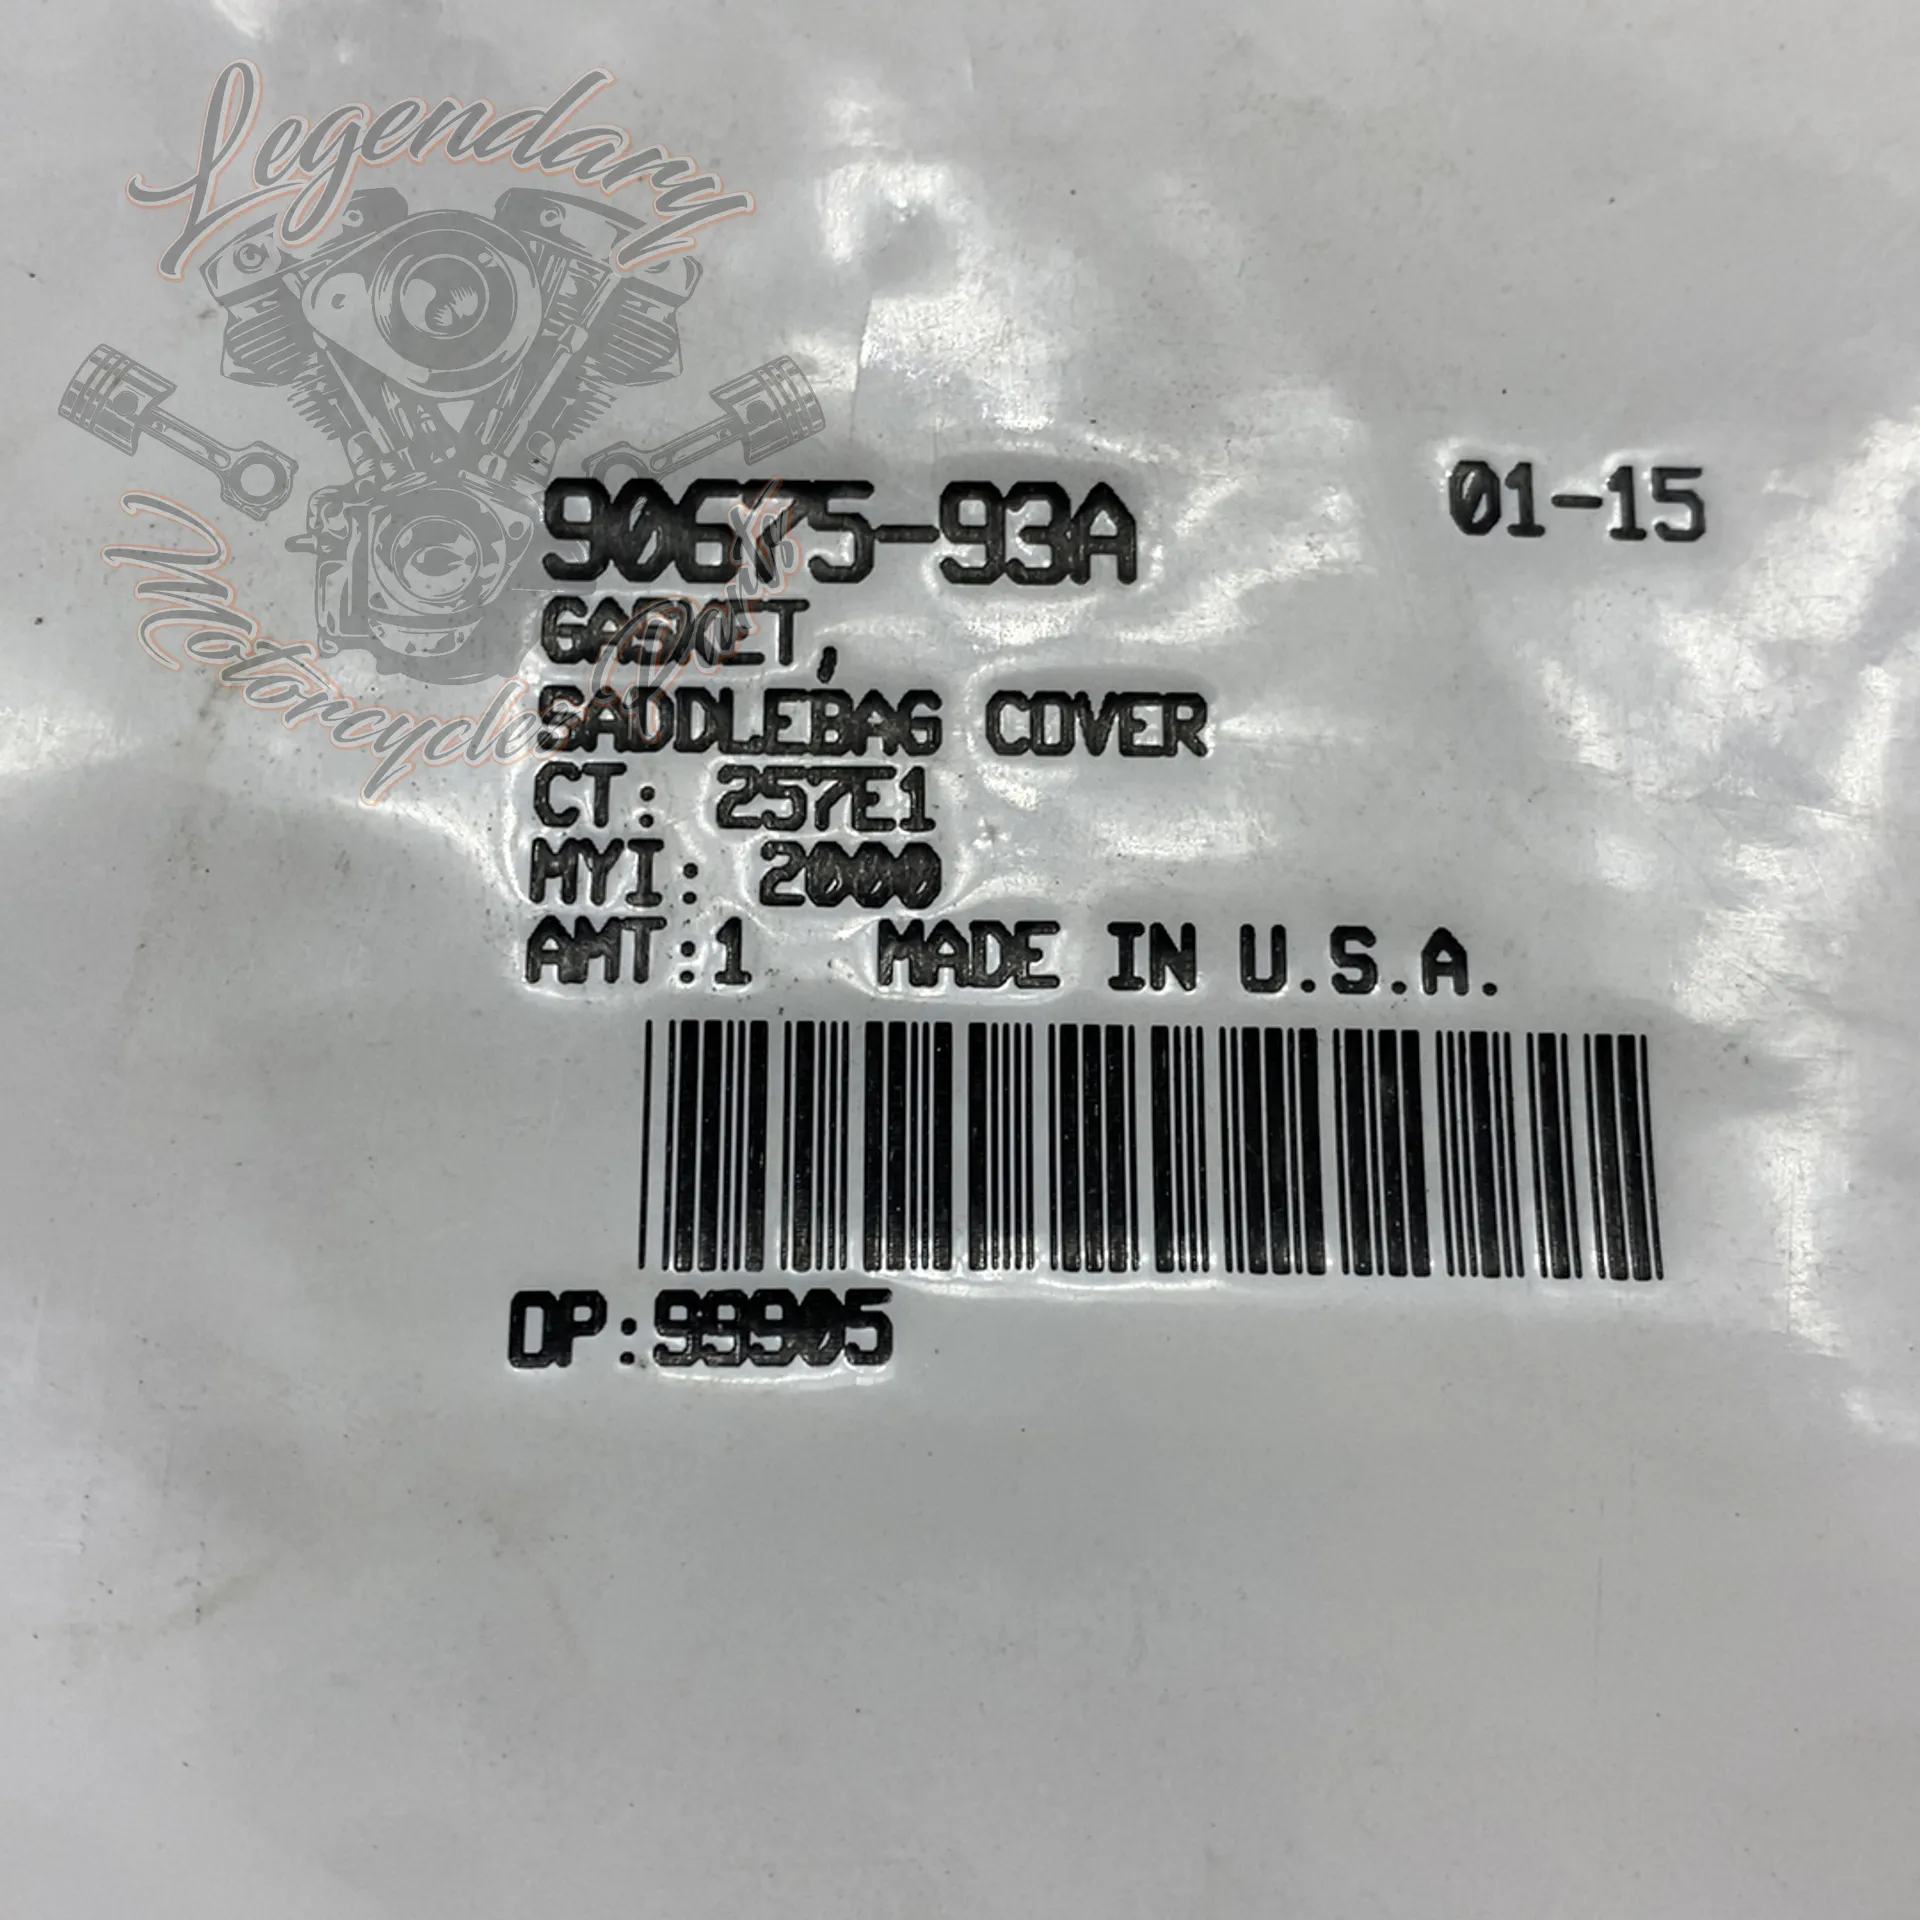 Legendary
Motorcycles Parts
90675-93A 01-15
GASKET,
SADDLEBAG COVER
CT: 257E1
MYI: 2000
AMT:1 MADE IN U.S.A.
OP:99905